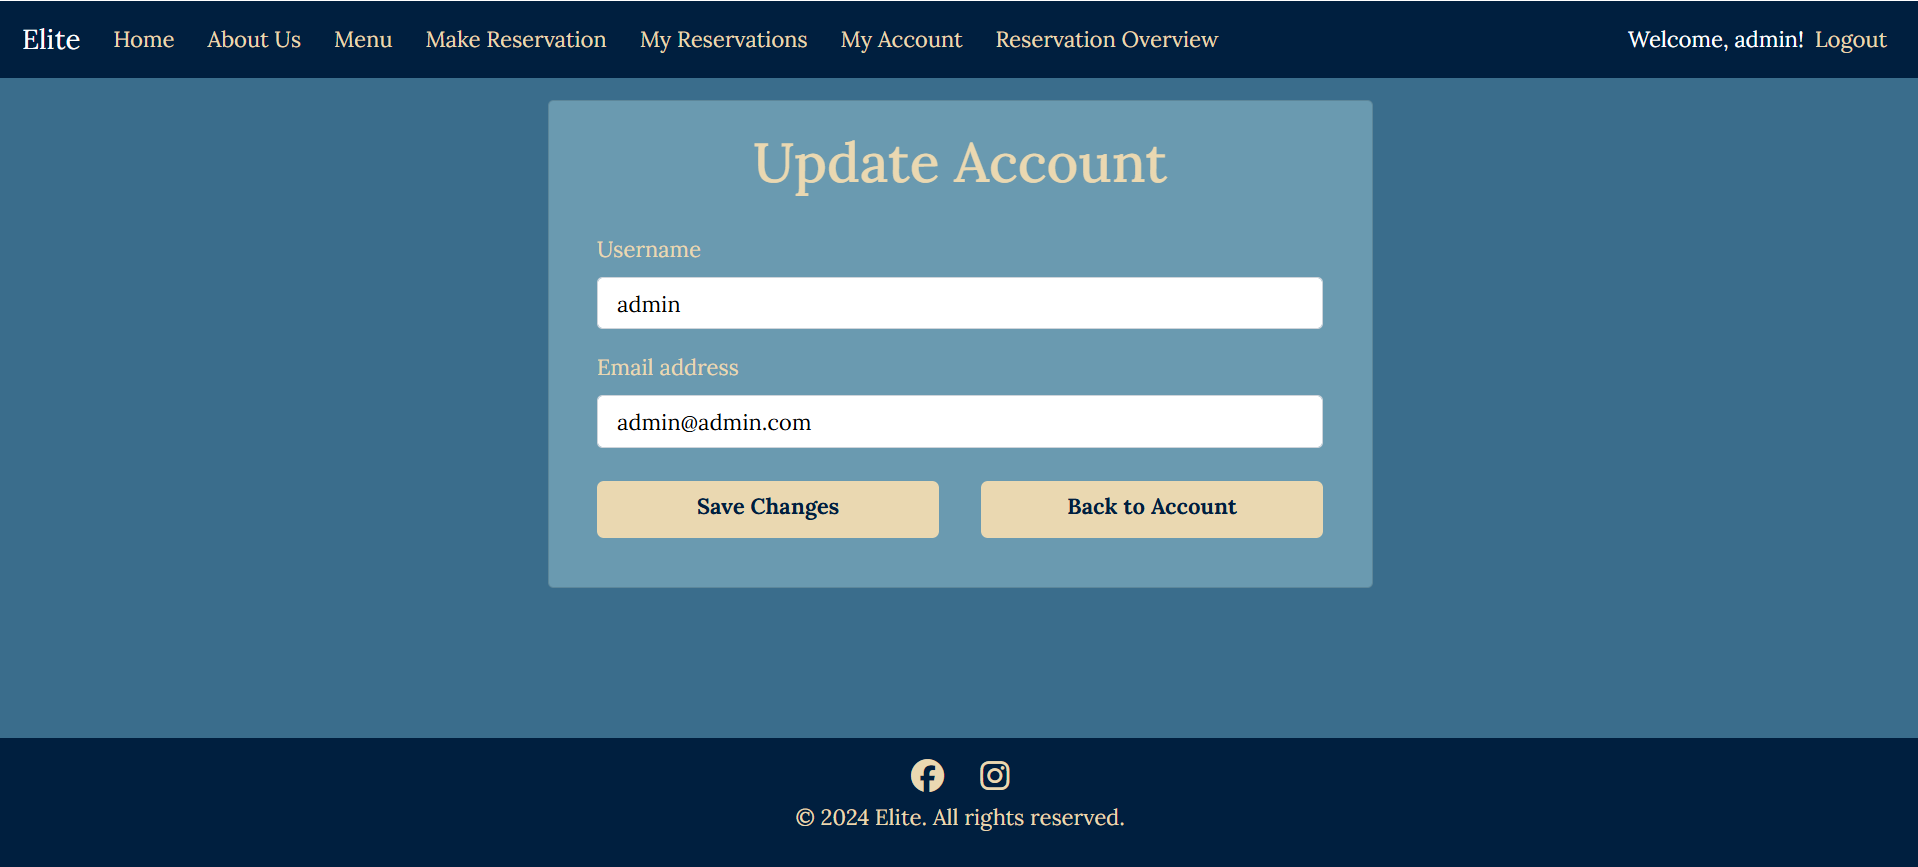 Elite Home About Us Menu Make Reservation My Reservations My Account Reservation Overview Welcome, admin! Logout
Update Account
Username
admin
Email address
admin@admin.com
Save Changes Back to Account
© 2024 Elite. All rights reserved.